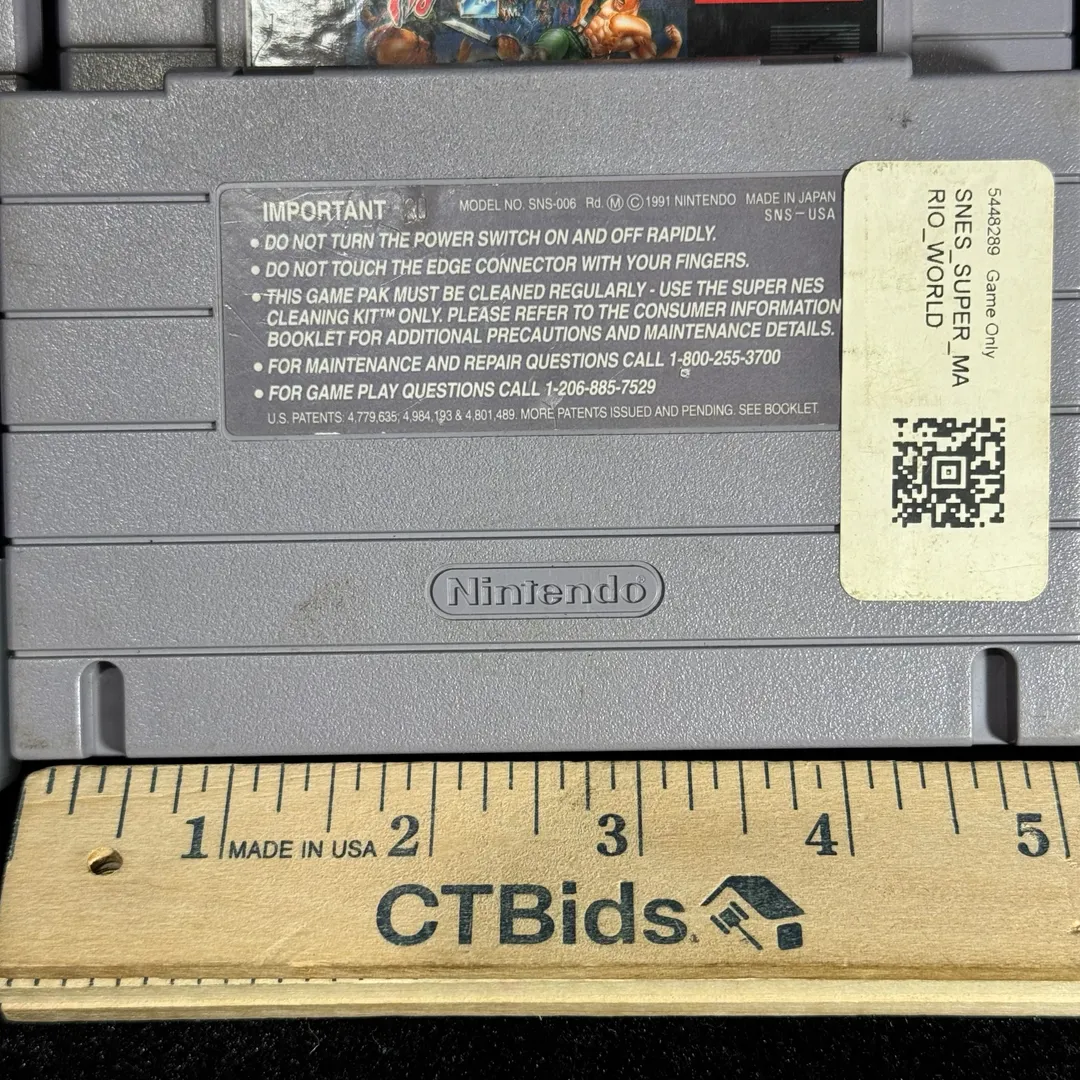 IMPORTANT
MODEL NO. SNS-006 Rd. Ⓜ ©1991 NINTENDO MADE IN JAPAN
SNS-USA
• DO NOT TURN THE POWER SWITCH ON AND OFF RAPIDLY.
• DO NOT TOUCH THE EDGE CONNECTOR WITH YOUR FINGERS.
• THIS GAME PAK MUST BE CLEANED REGULARLY - USE THE SUPER NES
CLEANING KIT™ ONLY. PLEASE REFER TO THE CONSUMER INFORMATION
BOOKLET FOR ADDITIONAL PRECAUTIONS AND MAINTENANCE DETAILS.
• FOR MAINTENANCE AND REPAIR QUESTIONS CALL 1-800-255-3700
• FOR GAME PLAY QUESTIONS CALL 1-206-885-7529
U.S. PATENTS: 4,779,635; 4,984,193 & 4,801,489. MORE PATENTS ISSUED AND PENDING. SEE BOOKLET.
5448289 Game Only
SNES_SUPER_MA
RIO_WORLD
Nintendo
1 2 3 4 5
MADE IN USA
CTBids